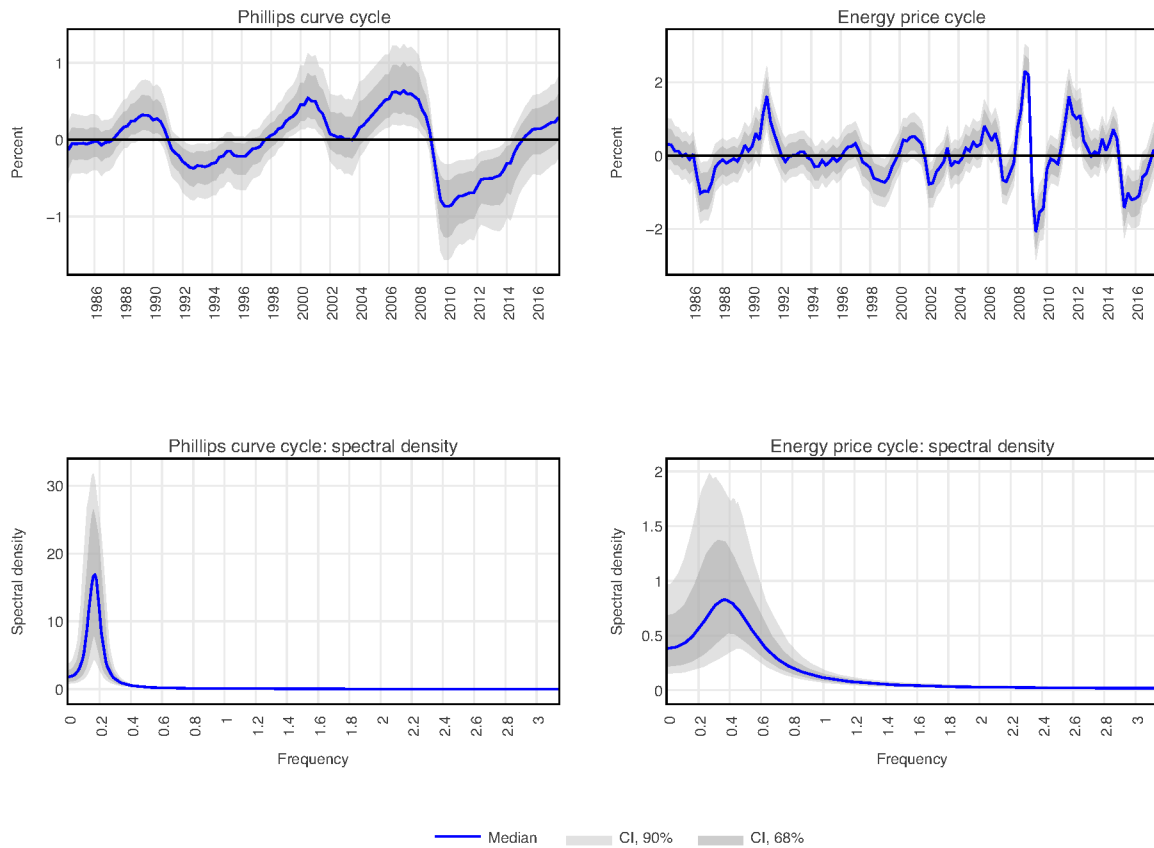 Phillips curve cycle
Energy price cycle
Percent
1
0
−1
1986 1988 1990 1992 1994 1996 1998 2000 2002 2004 2006 2008 2010 2012 2014 2016
Percent
2
0
−2
1986 1988 1990 1992 1994 1996 1998 2000 2002 2004 2006 2008 2010 2012 2014 2016
Phillips curve cycle: spectral density
Energy price cycle: spectral density
Spectral density
30
20
10
0
0 0.2 0.4 0.6 0.8 1 1.2 1.4 1.6 1.8 2 2.2 2.4 2.6 2.8 3
Frequency
Spectral density
2
1.5
1
0.5
0
0 0.2 0.4 0.6 0.8 1 1.2 1.4 1.6 1.8 2 2.2 2.4 2.6 2.8 3
Frequency
Median CI, 90% CI, 68%